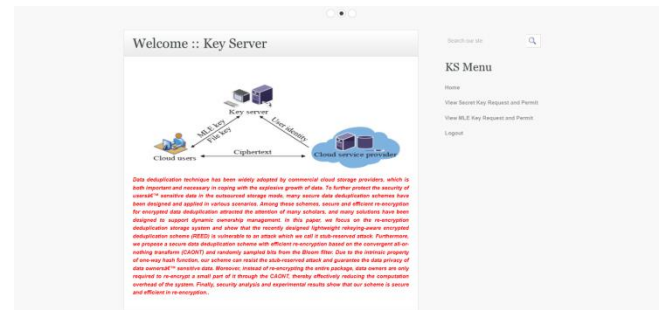 Welcome :: Key Server
Search our site
KS Menu
Home
View Secret Key Request and Permit
View MLE Key Request and Permit
Logout
Key server
MLE key
File key
User identity
Cloud users
Ciphertext
Cloud service provider
Data deduplication technique has been widely adopted by commercial cloud storage providers, which is
both important and necessary in coping with the explosive growth of data. To further protect the security of
usersâ€™ sensitive data in the outsourced storage mode, many secure data deduplication schemes have
been designed and applied in various scenarios. Among these schemes, secure and efficient re-encryption
for encrypted data deduplication attracted the attention of many scholars, and many solutions have been
designed to support dynamic ownership management. In this paper, we focus on the re-encryption
deduplication storage system and show that the recently designed lightweight rekeying-aware encrypted
deduplication scheme (REED) is vulnerable to an attack which we call it stub-reserved attack. Furthermore,
we propose a secure data deduplication scheme with efficient re-encryption based on the convergent all-or-
nothing transform (CAONT) and randomly sampled bits from the Bloom filter. Due to the intrinsic property
of one-way hash function, our scheme can resist the stub-reserved attack and guarantee the data privacy of
data ownersâ€™ sensitive data. Moreover, instead of re-encrypting the entire package, data owners are only
required to re-encrypt a small part of it through the CAONT, thereby effectively reducing the computation
overhead of the system. Finally, security analysis and experimental results show that our scheme is secure
and efficient in re-encryption..